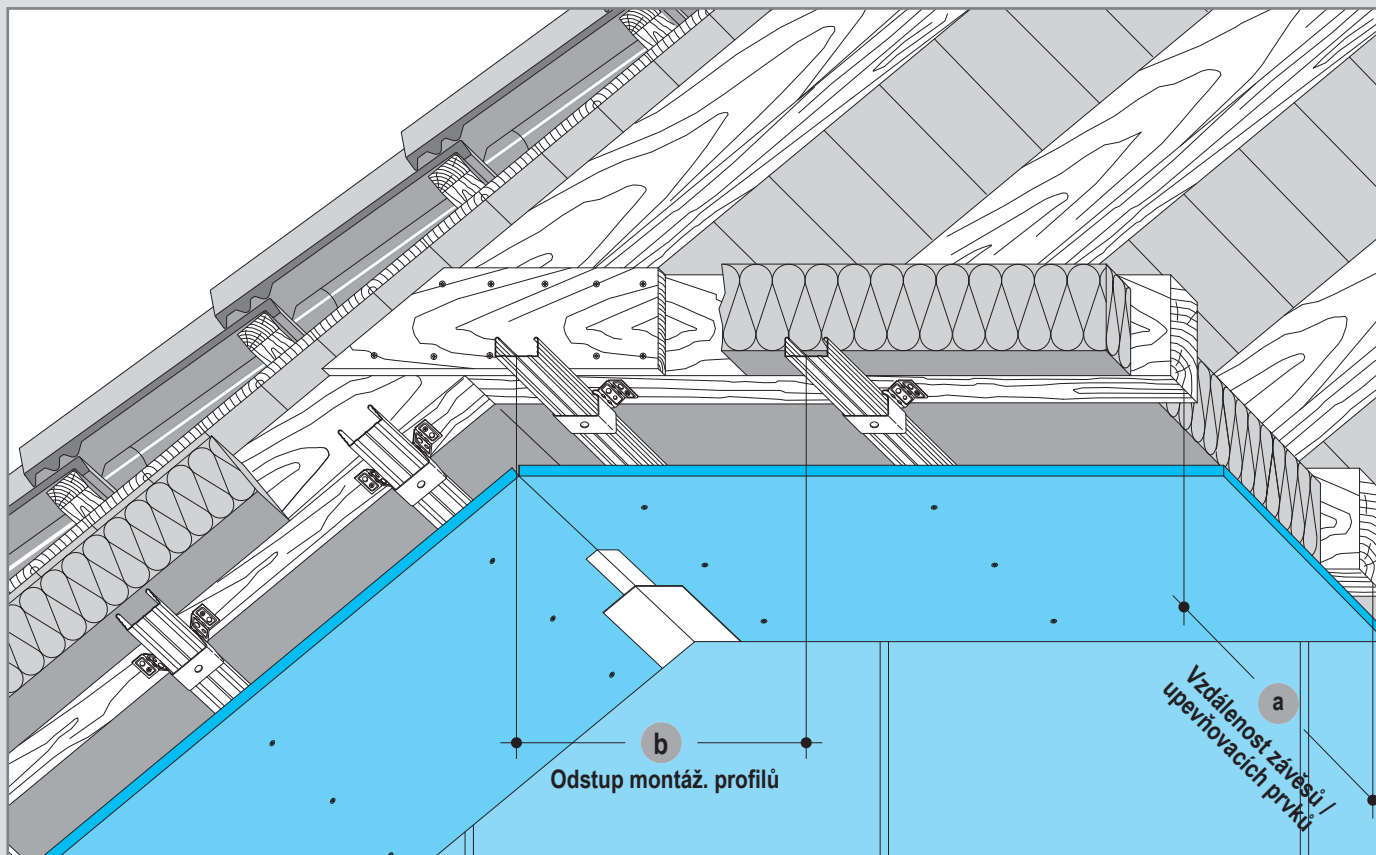 b
Odstup montáž. profilů
a
Vzdálenost závěsů /
upevňovacích prvků